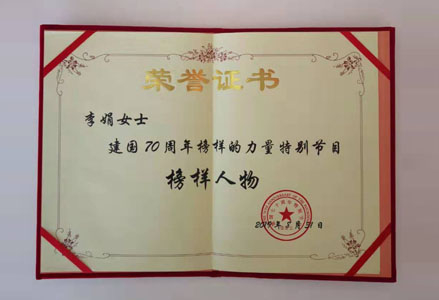 荣誉证书
李娟女士
建国70周年榜样的力量特别节目
榜样人物